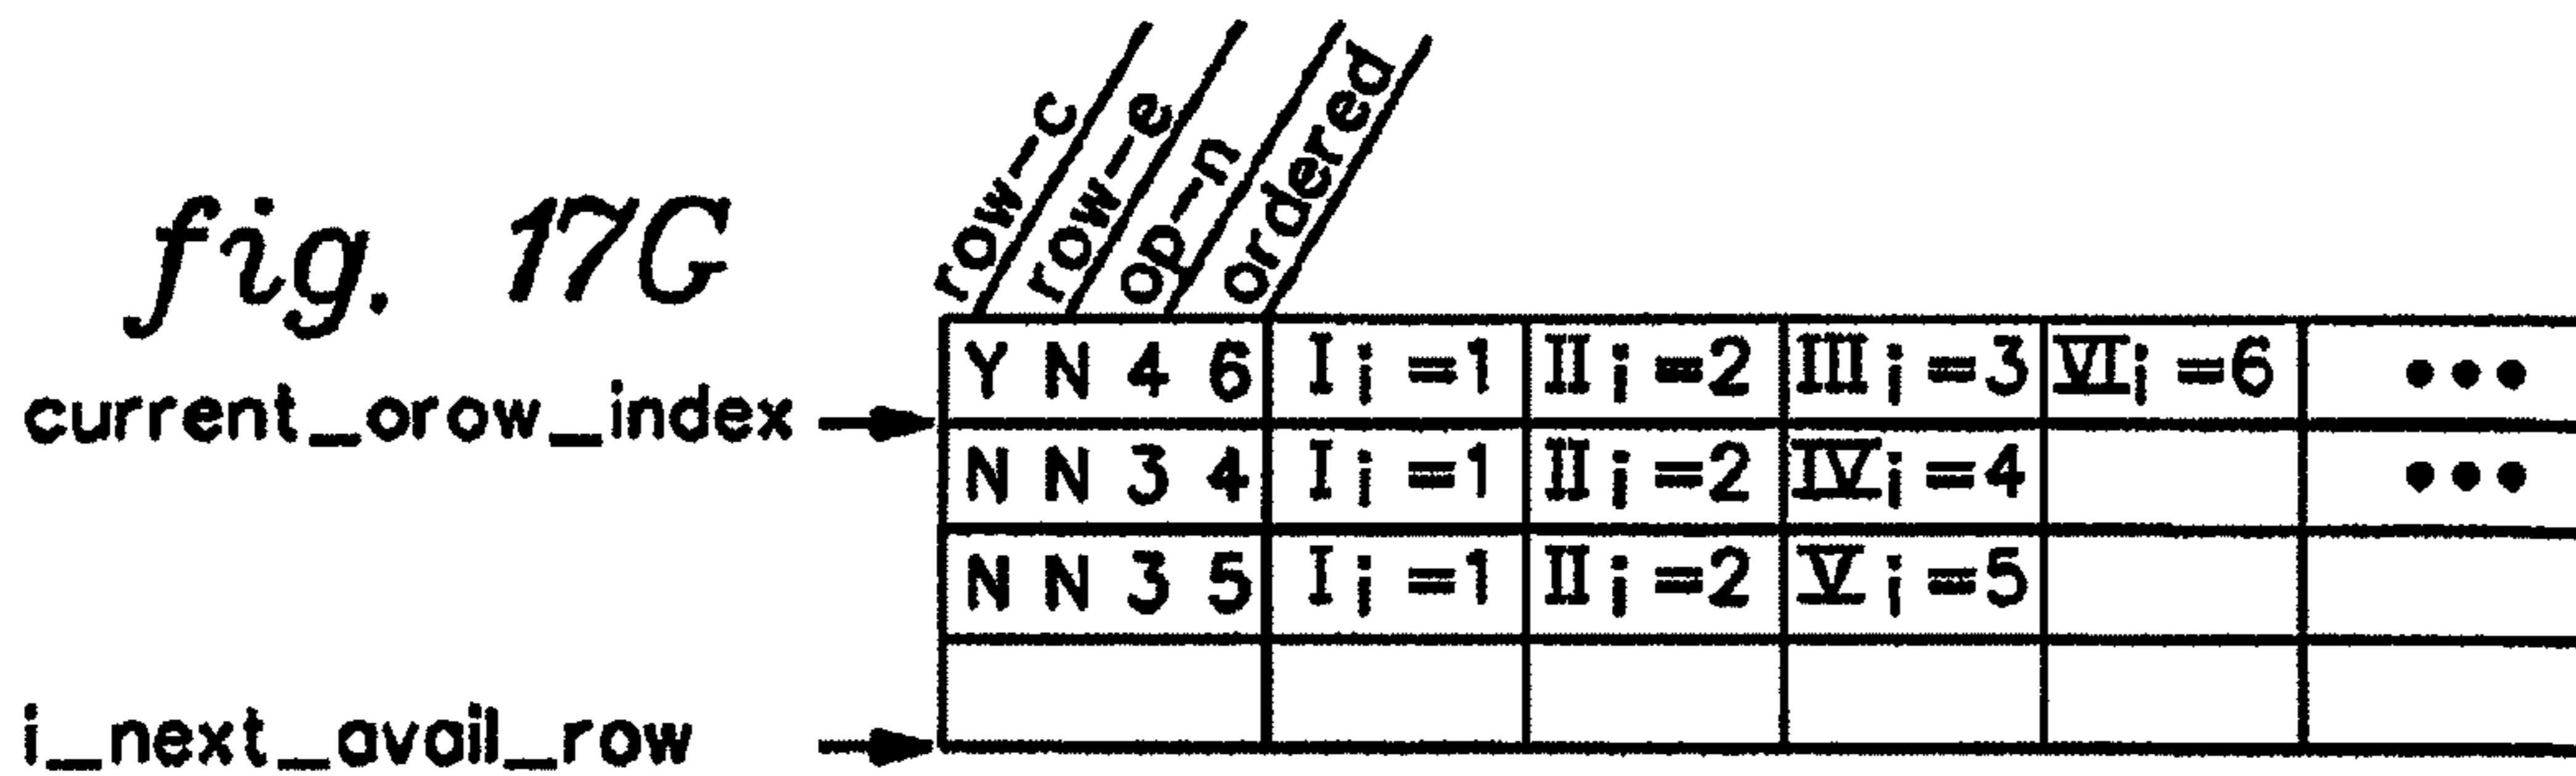 fig. 17G
row-c row-e op-n ordered
Y N 4 6 I i =1 II i =2 III i =3 VI i =6 •••
current_orow_index
N N 3 4 I i =1 II i =2 IV i =4 •••
N N 3 5 I i =1 II i =2 V i =5
i_next_avail_row